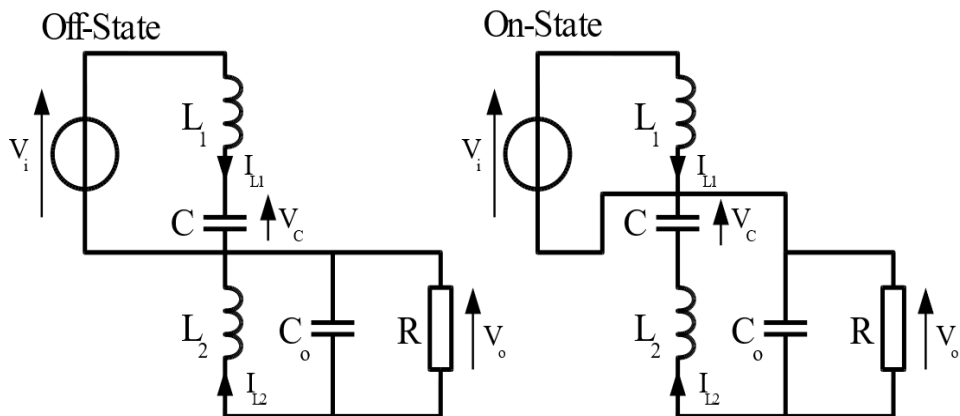 Off-State
V_i
L_1
I_L1
C
V_C
L_2
C_o
R
V_o
I_L2
On-State
V_i
L_1
I_L1
C
V_C
L_2
C_o
R
V_o
I_L2